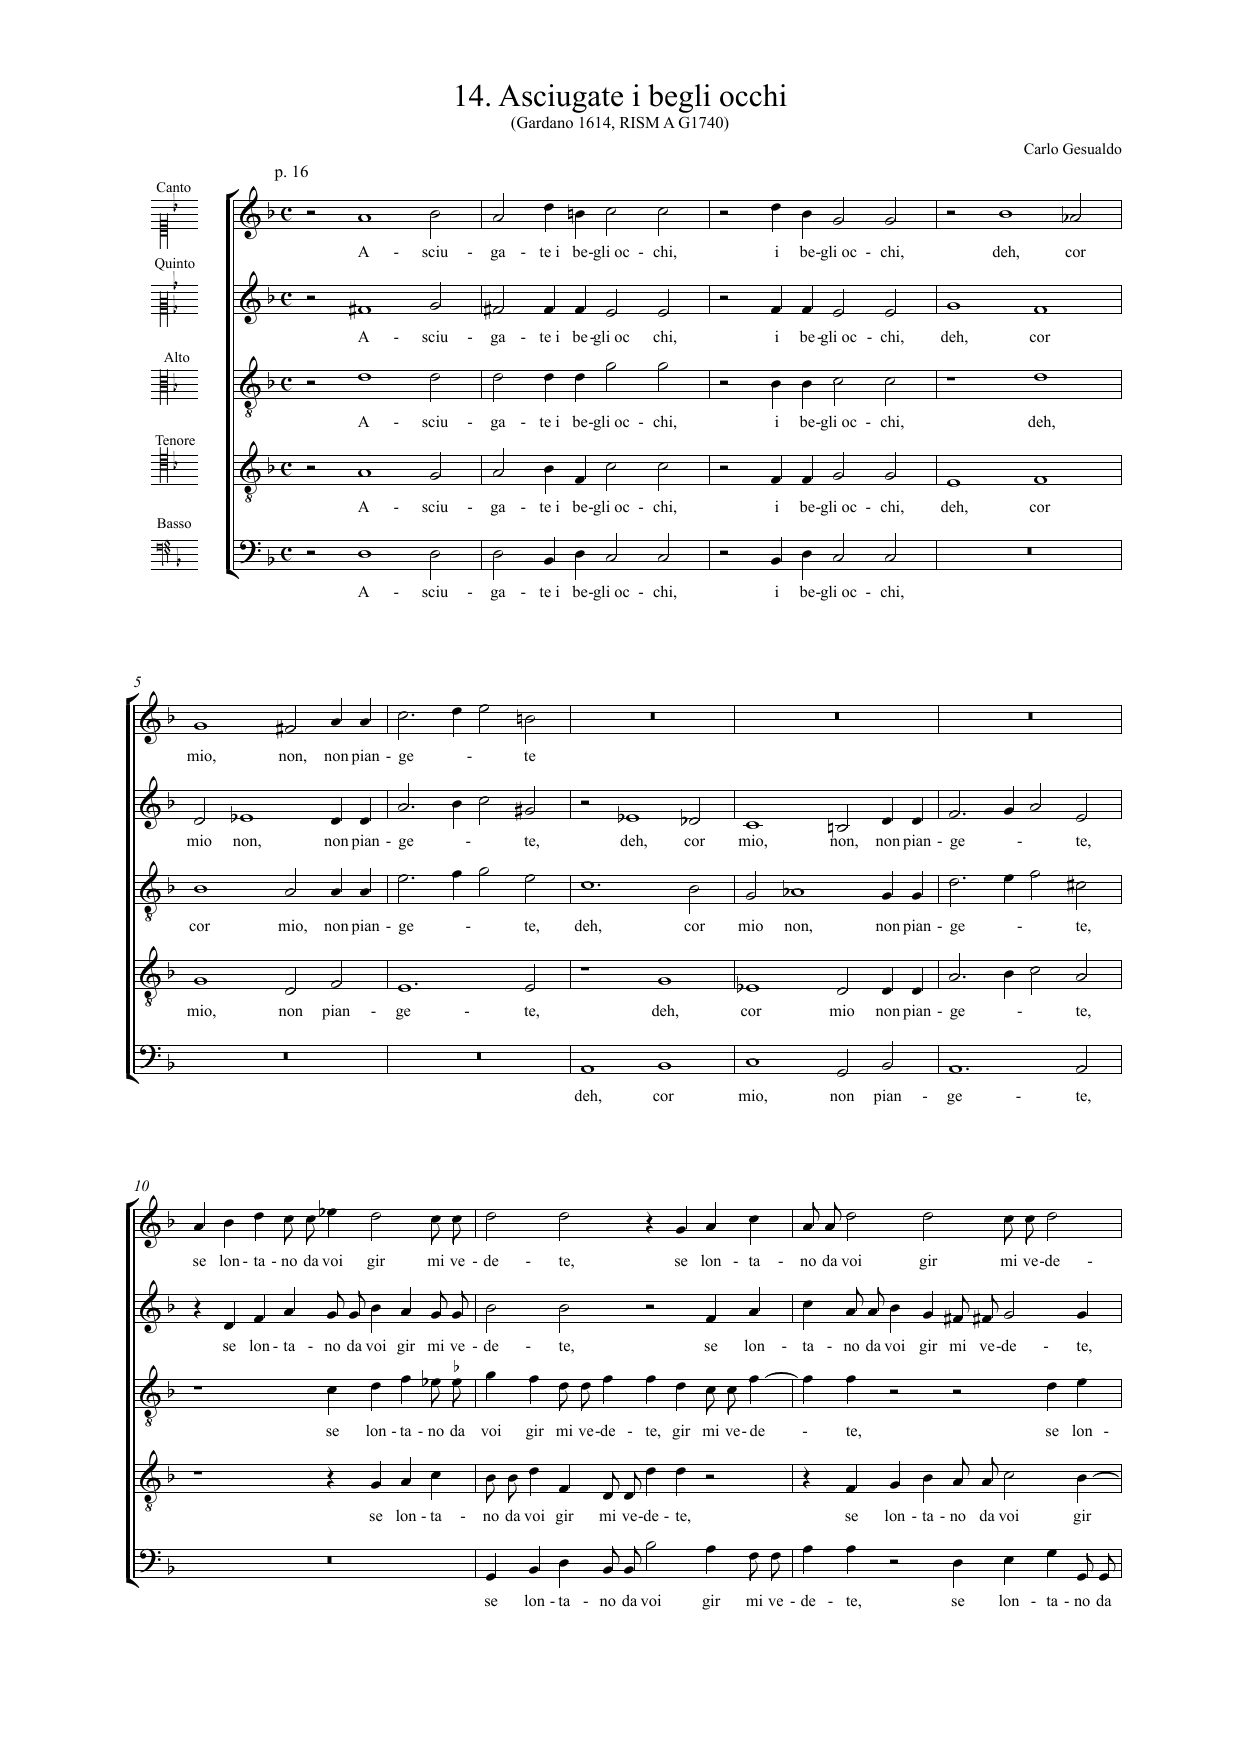 14. Asciugate i begli occhi
(Gardano 1614, RISM A G1740)
Carlo Gesualdo
p. 16
Canto
A - sciu - ga - te i be-gli oc - chi, i be-gli oc - chi, deh, cor
Quinto
A - sciu - ga - te i be-gli oc chi, i be-gli oc - chi, deh, cor
Alto
8
A - sciu - ga - te i be-gli oc - chi, i be-gli oc - chi, deh,
Tenore
8
A - sciu - ga - te i be-gli oc - chi, i be-gli oc - chi, deh, cor
Basso
A - sciu - ga - te i be-gli oc - chi, i be-gli oc - chi,
5
mio, non, non pian - ge - te
mio non, non pian - ge - te, deh, cor mio, non, non pian - ge - te,
8
cor mio, non pian - ge - te, deh, cor mio non, non pian - ge - te,
8
mio, non pian - ge - te, deh, cor mio non pian - ge - te,
deh, cor mio, non pian - ge - te,
10
se lon - ta - no da voi gir mi ve - de - te, se lon - ta - no da voi gir mi ve-de -
se lon - ta - no da voi gir mi ve - de - te, se lon - ta - no da voi gir mi ve-de - te,
8
se lon - ta - no da voi gir mi ve-de - te, gir mi ve-de - te, se lon -
8
se lon - ta - no da voi gir mi ve-de - te, se lon - ta - no da voi gir
se lon - ta - no da voi gir mi ve - de - te, se lon - ta - no da